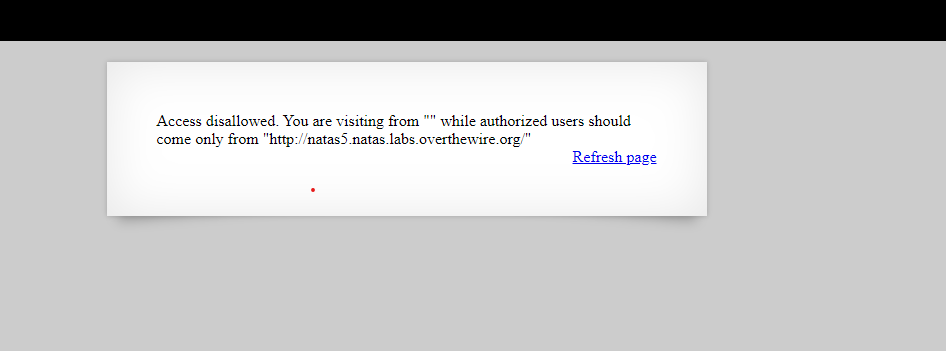 Access disallowed. You are visiting from "" while authorized users should
come only from "http://natas5.natas.labs.overthewire.org/"
Refresh page